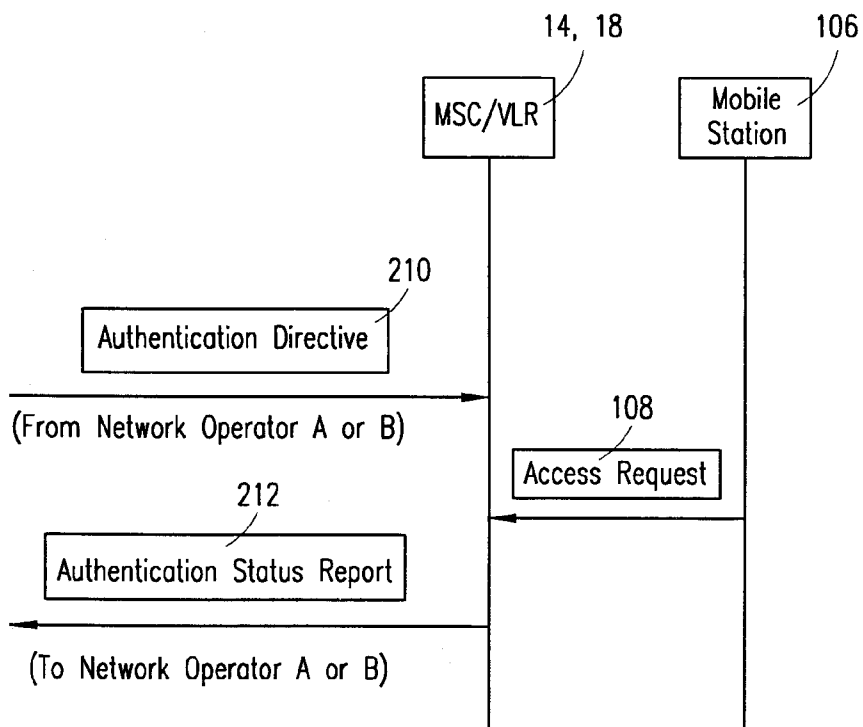 14, 18
106
MSC/VLR
Mobile
Station
210
Authentication Directive
(From Network Operator A or B)
108
Access Request
212
Authentication Status Report
(To Network Operator A or B)